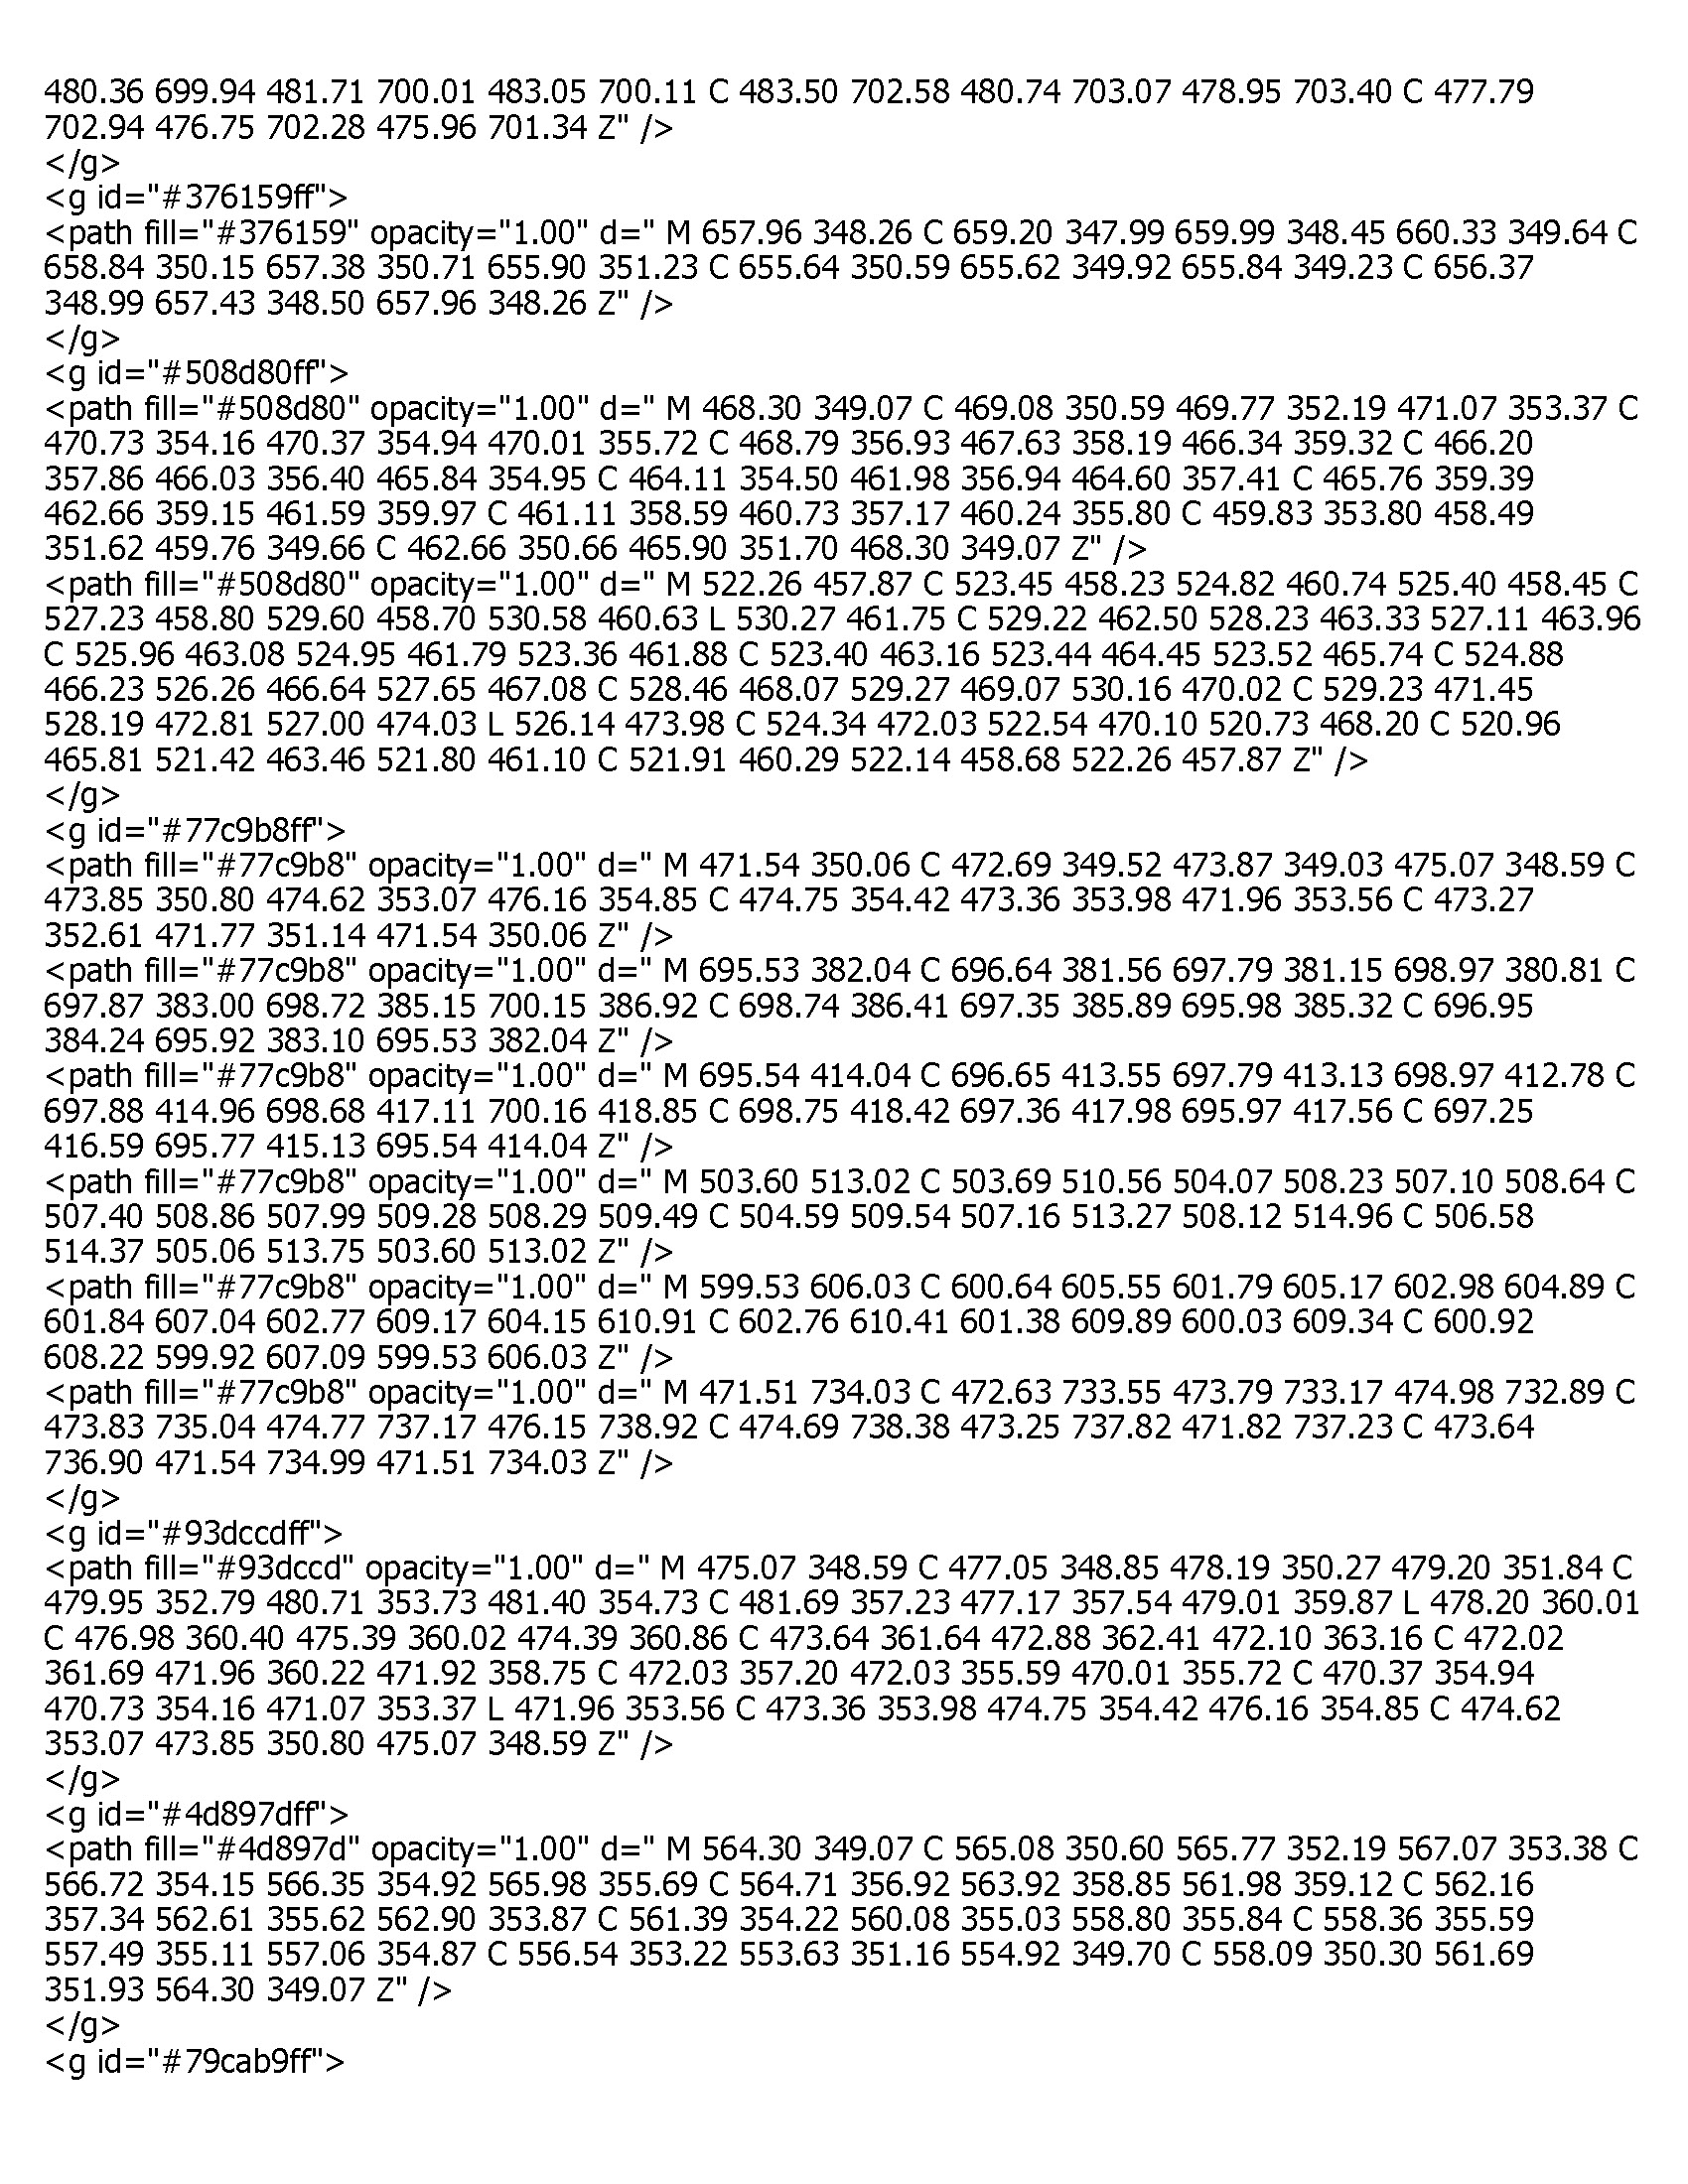 480.36 699.94 481.71 700.01 483.05 700.11 C 483.50 702.58 480.74 703.07 478.95 703.40 C 477.79
702.94 476.75 702.28 475.96 701.34 Z" />
</g>
<g id="#376159ff">
<path fill="#376159" opacity="1.00" d=" M 657.96 348.26 C 659.20 347.99 659.99 348.45 660.33 349.64 C
658.84 350.15 657.38 350.71 655.90 351.23 C 655.64 350.59 655.62 349.92 655.84 349.23 C 656.37
348.99 657.43 348.50 657.96 348.26 Z" />
</g>
<g id="#508d80ff">
<path fill="#508d80" opacity="1.00" d=" M 468.30 349.07 C 469.08 350.59 469.77 352.19 471.07 353.37 C
470.73 354.16 470.37 354.94 470.01 355.72 C 468.79 356.93 467.63 358.19 466.34 359.32 C 466.20
357.86 466.03 356.40 465.84 354.95 C 464.11 354.50 461.98 356.94 464.60 357.41 C 465.76 359.39
462.66 359.15 461.59 359.97 C 461.11 358.59 460.73 357.17 460.24 355.80 C 459.83 353.80 458.49
351.62 459.76 349.66 C 462.66 350.66 465.90 351.70 468.30 349.07 Z" />
<path fill="#508d80" opacity="1.00" d=" M 522.26 457.87 C 523.45 458.23 524.82 460.74 525.40 458.45 C
527.23 458.80 529.60 458.70 530.58 460.63 L 530.27 461.75 C 529.22 462.50 528.23 463.33 527.11 463.96
C 525.96 463.08 524.95 461.79 523.36 461.88 C 523.40 463.16 523.44 464.45 523.52 465.74 C 524.88
466.23 526.26 466.64 527.65 467.08 C 528.46 468.07 529.27 469.07 530.16 470.02 C 529.23 471.45
528.19 472.81 527.00 474.03 L 526.14 473.98 C 524.34 472.03 522.54 470.10 520.73 468.20 C 520.96
465.81 521.42 463.46 521.80 461.10 C 521.91 460.29 522.14 458.68 522.26 457.87 Z" />
</g>
<g id="#77c9b8ff">
<path fill="#77c9b8" opacity="1.00" d=" M 471.54 350.06 C 472.69 349.52 473.87 349.03 475.07 348.59 C
473.85 350.80 474.62 353.07 476.16 354.85 C 474.75 354.42 473.36 353.98 471.96 353.56 C 473.27
352.61 471.77 351.14 471.54 350.06 Z" />
<path fill="#77c9b8" opacity="1.00" d=" M 695.53 382.04 C 696.64 381.56 697.79 381.15 698.97 380.81 C
697.87 383.00 698.72 385.15 700.15 386.92 C 698.74 386.41 697.35 385.89 695.98 385.32 C 696.95
384.24 695.92 383.10 695.53 382.04 Z" />
<path fill="#77c9b8" opacity="1.00" d=" M 695.54 414.04 C 696.65 413.55 697.79 413.13 698.97 412.78 C
697.88 414.96 698.68 417.11 700.16 418.85 C 698.75 418.42 697.36 417.98 695.97 417.56 C 697.25
416.59 695.77 415.13 695.54 414.04 Z" />
<path fill="#77c9b8" opacity="1.00" d=" M 503.60 513.02 C 503.69 510.56 504.07 508.23 507.10 508.64 C
507.40 508.86 507.99 509.28 508.29 509.49 C 504.59 509.54 507.16 513.27 508.12 514.96 C 506.58
514.37 505.06 513.75 503.60 513.02 Z" />
<path fill="#77c9b8" opacity="1.00" d=" M 599.53 606.03 C 600.64 605.55 601.79 605.17 602.98 604.89 C
601.84 607.04 602.77 609.17 604.15 610.91 C 602.76 610.41 601.38 609.89 600.03 609.34 C 600.92
608.22 599.92 607.09 599.53 606.03 Z" />
<path fill="#77c9b8" opacity="1.00" d=" M 471.51 734.03 C 472.63 733.55 473.79 733.17 474.98 732.89 C
473.83 735.04 474.77 737.17 476.15 738.92 C 474.69 738.38 473.25 737.82 471.82 737.23 C 473.64
736.90 471.54 734.99 471.51 734.03 Z" />
</g>
<g id="#93dccdff">
<path fill="#93dccd" opacity="1.00" d=" M 475.07 348.59 C 477.05 348.85 478.19 350.27 479.20 351.84 C
479.95 352.79 480.71 353.73 481.40 354.73 C 481.69 357.23 477.17 357.54 479.01 359.87 L 478.20 360.01
C 476.98 360.40 475.39 360.02 474.39 360.86 C 473.64 361.64 472.88 362.41 472.10 363.16 C 472.02
361.69 471.96 360.22 471.92 358.75 C 472.03 357.20 472.03 355.59 470.01 355.72 C 470.37 354.94
470.73 354.16 471.07 353.37 L 471.96 353.56 C 473.36 353.98 474.75 354.42 476.16 354.85 C 474.62
353.07 473.85 350.80 475.07 348.59 Z" />
</g>
<g id="#4d897dff">
<path fill="#4d897d" opacity="1.00" d=" M 564.30 349.07 C 565.08 350.60 565.77 352.19 567.07 353.38 C
566.72 354.15 566.35 354.92 565.98 355.69 C 564.71 356.92 563.92 358.85 561.98 359.12 C 562.16
357.34 562.61 355.62 562.90 353.87 C 561.39 354.22 560.08 355.03 558.80 355.84 C 558.36 355.59
557.49 355.11 557.06 354.87 C 556.54 353.22 553.63 351.16 554.92 349.70 C 558.09 350.30 561.69
351.93 564.30 349.07 Z" />
</g>
<g id="#79cab9ff">